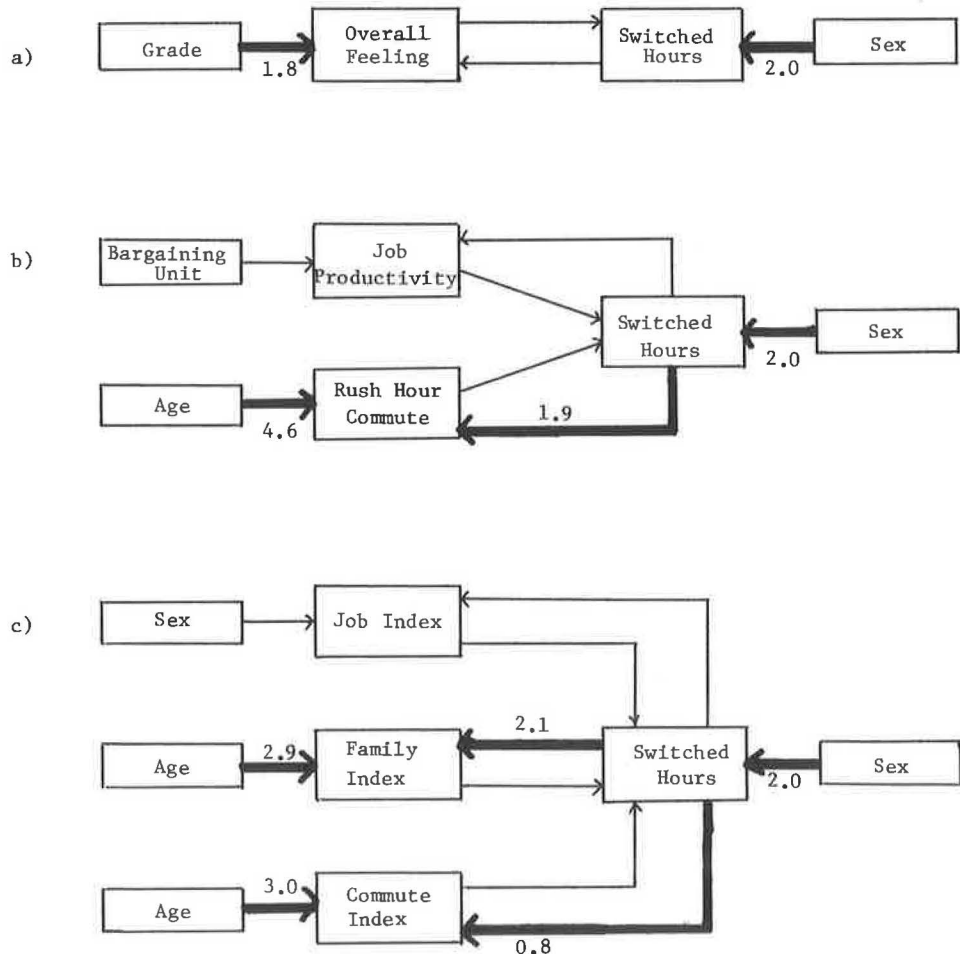 a)
Grade
1.8
Overall
Feeling
Switched
Hours
2.0
Sex
b)
Bargaining
Unit
Job
Productivity
Switched
Hours
2.0
Sex
Age
4.6
Rush Hour
Commute
1.9
c)
Sex
Job Index
Age
2.9
Family
Index
2.1
Switched
Hours
2.0
Sex
Age
3.0
Commute
Index
0.8